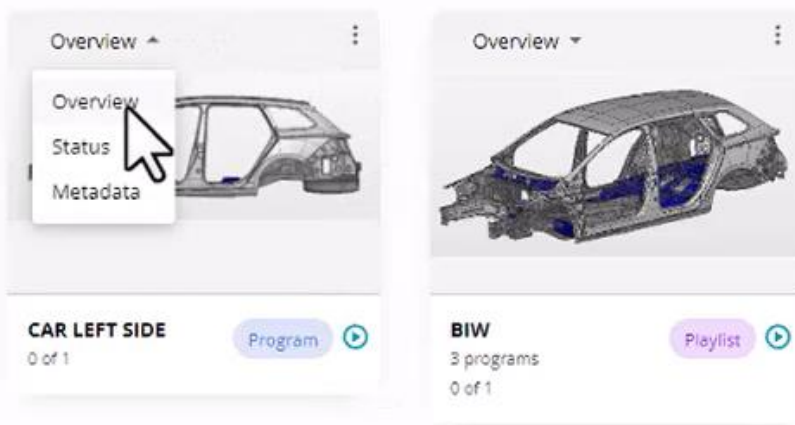 Overview
Overview
Status
Metadata
CAR LEFT SIDE
Program
0 of 1
Overview
BIW
Playlist
3 programs
0 of 1